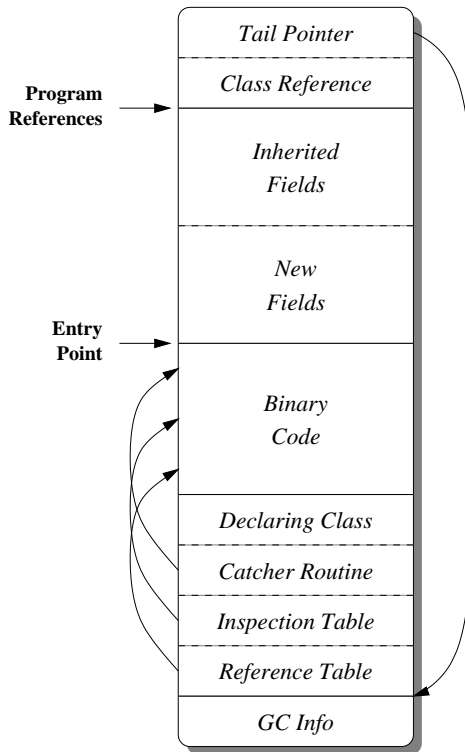 Tail Pointer
Class Reference
Program
References
Inherited
Fields
New
Fields
Entry
Point
Binary
Code
Declaring Class
Catcher Routine
Inspection Table
Reference Table
GC Info